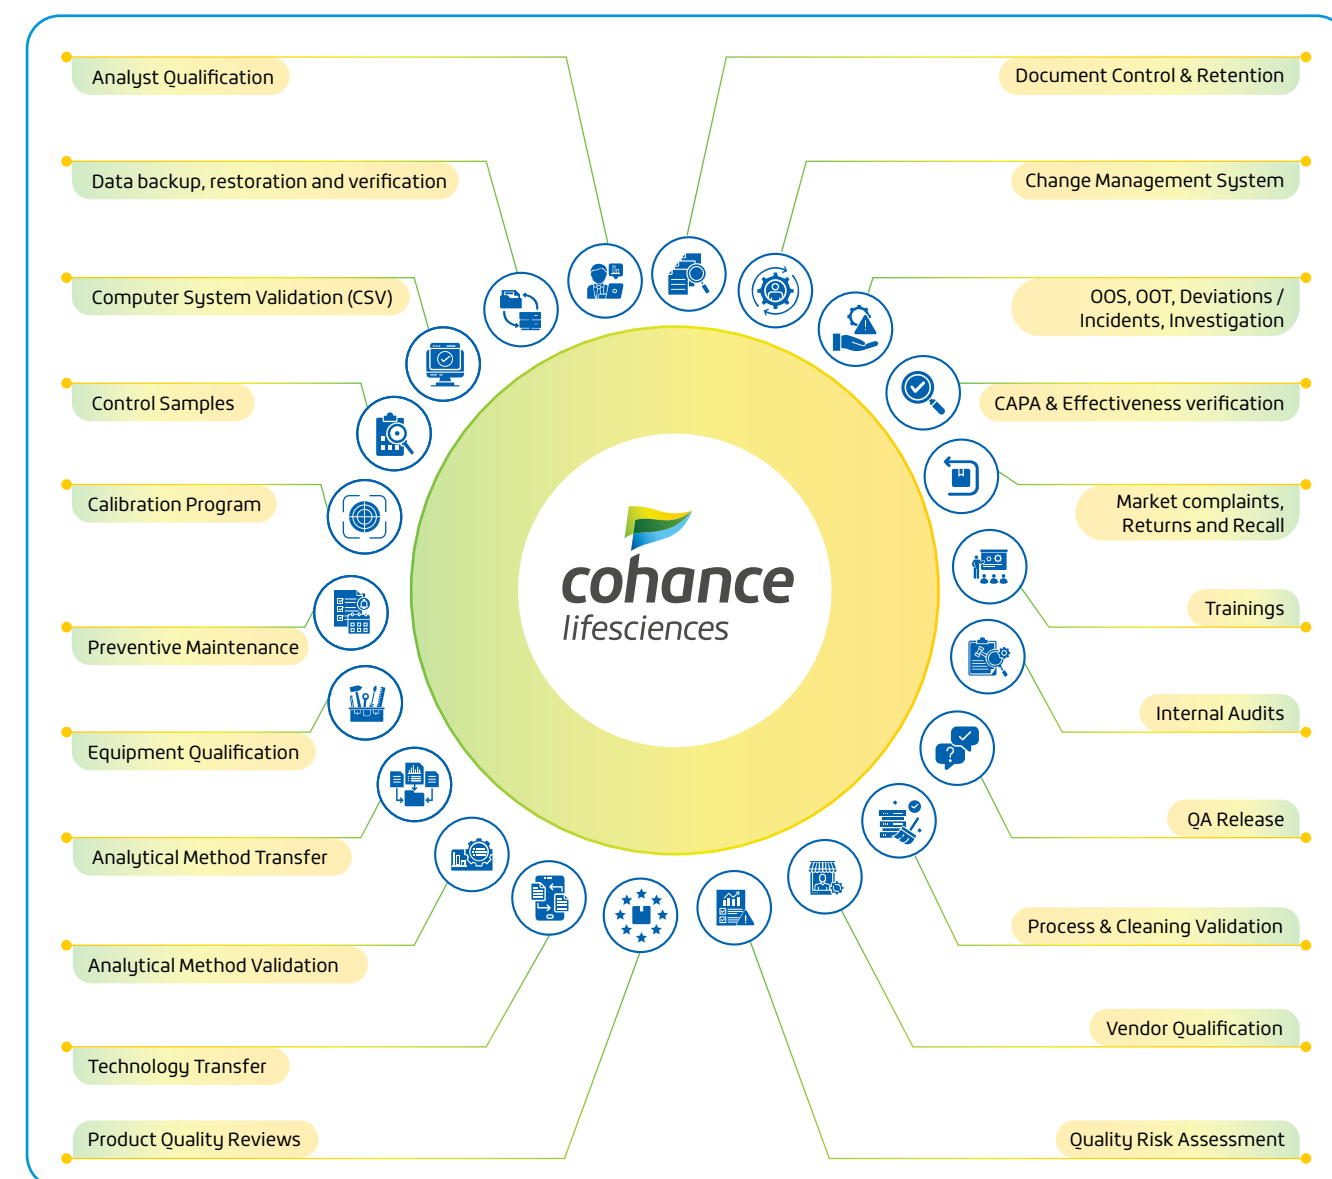 Analyst Qualification
Data backup, restoration and verification
Computer System Validation (CSV)
Control Samples
Calibration Program
Preventive Maintenance
Equipment Qualification
Analytical Method Transfer
Analytical Method Validation
Technology Transfer
Product Quality Reviews
cohance
lifesciences
Document Control & Retention
Change Management System
OOS, OOT, Deviations /
Incidents, Investigation
CAPA & Effectiveness verification
Market complaints,
Returns and Recall
Trainings
Internal Audits
QA Release
Process & Cleaning Validation
Vendor Qualification
Quality Risk Assessment